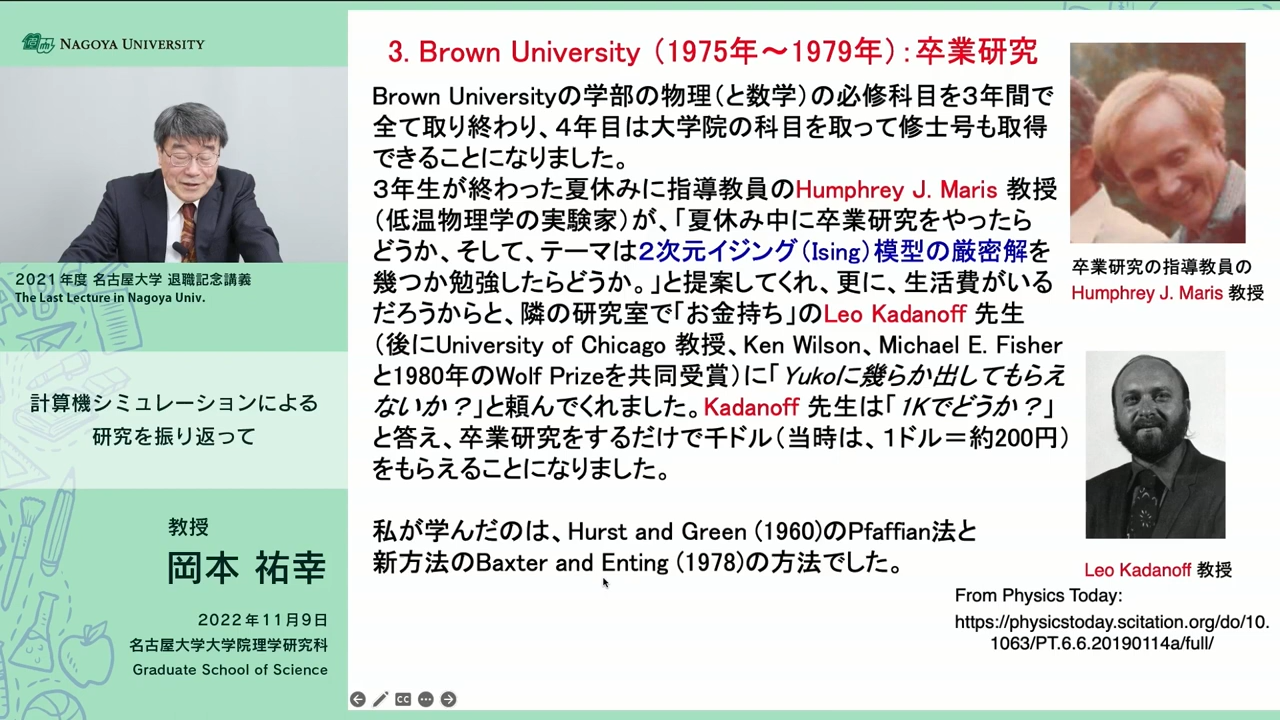 NAGOYA UNIVERSITY
2021年度 名古屋大学 退職記念講義
The Last Lecture in Nagoya Univ.
計算機シミュレーションによる
研究を振り返って
教授
岡本 祐幸
2022年11月9日
名古屋大学大学院理学研究科
Graduate School of Science
3. Brown University（1975年～1979年）：卒業研究
Brown Universityの学部の物理（と数学）の必修科目を3年間で
全て取り終わり、4年目は大学院の科目を取って修士号も取得
できることになりました。
3年生が終わった夏休みに指導教員のHumphrey J. Maris 教授
（低温物理学の実験家）が、「夏休み中に卒業研究をやったら
どうか、そして、テーマは2次元イジング（Ising）模型の厳密解を
幾つか勉強したらどうか。」と提案してくれ、更に、生活費がいる
だろうからと、隣の研究室で「お金持ち」のLeo Kadanoff 先生
（後にUniversity of Chicago 教授、Ken Wilson、Michael E. Fisher
と1980年のWolf Prizeを共同受賞）に「Yukoに幾らか出してもらえ
ないか？」と頼んでくれました。Kadanoff 先生は「1Kでどうか？」
と答え、卒業研究をするだけで千ドル（当時は、1ドル＝約200円）
をもらえることになりました。
私が学んだのは、Hurst and Green (1960)のPfaffian法と
新方法のBaxter and Enting (1978)の方法でした。
卒業研究の指導教員の
Humphrey J. Maris 教授
Leo Kadanoff 教授
From Physics Today:
https://physicstoday.scitation.org/do/10.
1063/PT.6.6.20190114a/full/
CC